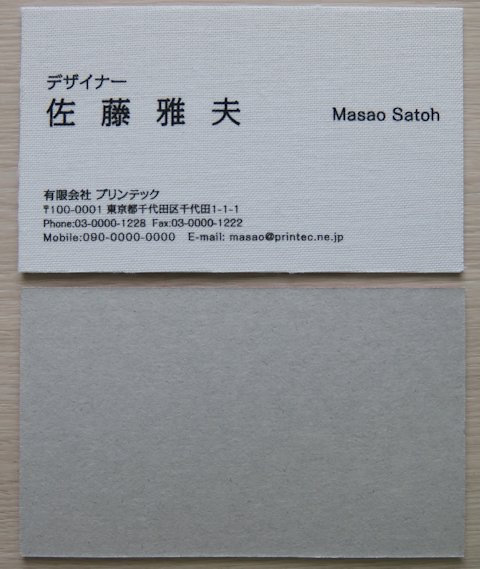 デザイナー
佐藤雅夫 Masao Satoh
有限会社 プリンテック
〒100-0001 東京都千代田区千代田1-1-1
Phone:03-0000-1228 Fax:03-0000-1222
Mobile:090-0000-0000 E-mail: masao@printec.ne.jp